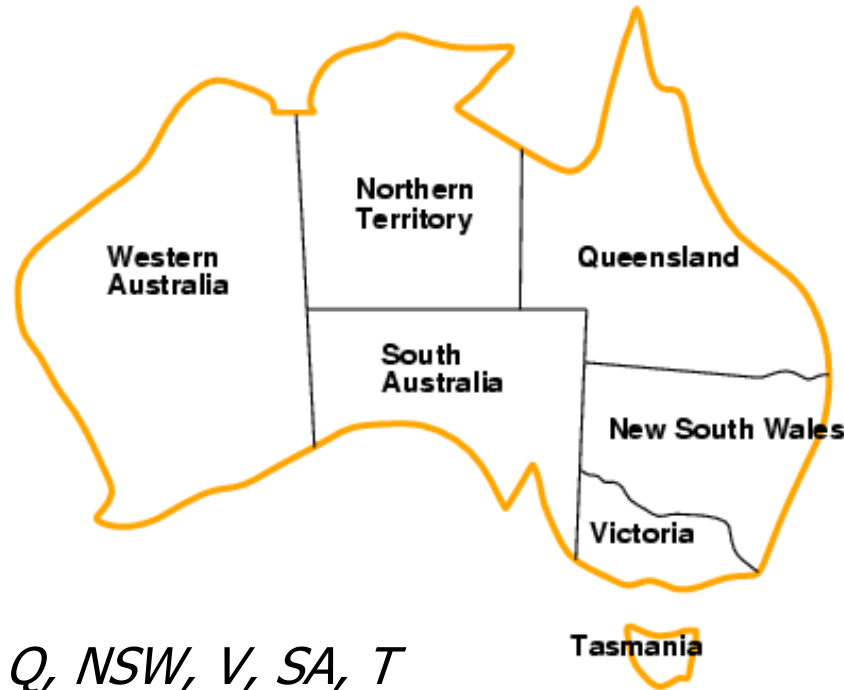 Northern
Territory
Western
Australia
Queensland
South
Australia
New South Wales
Victoria
Tasmania
Q, NSW, V, SA, T